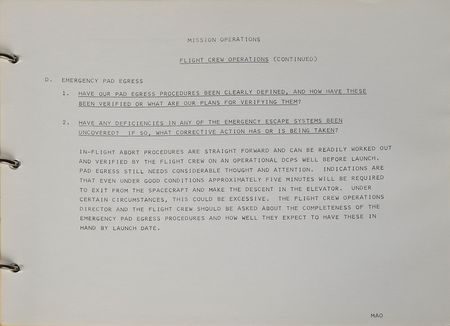 MISSION OPERATIONS
FLIGHT CREW OPERATIONS (CONTINUED)
D. EMERGENCY PAD EGRESS
1. HAVE OUR PAD EGRESS PROCEDURES BEEN CLEARLY DEFINED, AND HOW HAVE THESE
BEEN VERIFIED OR WHAT ARE OUR PLANS FOR VERIFYING THEM?
2. HAVE ANY DEFICIENCIES IN ANY OF THE EMERGENCY ESCAPE SYSTEMS BEEN
UNCOVERED? IF SO, WHAT CORRECTIVE ACTION HAS OR IS BEING TAKEN?
IN-FLIGHT ABORT PROCEDURES ARE STRAIGHT FORWARD AND CAN BE READILY WORKED OUT
AND VERIFIED BY THE FLIGHT CREW ON AN OPERATIONAL DCPS WELL BEFORE LAUNCH.
PAD EGRESS STILL NEEDS CONSIDERABLE THOUGHT AND ATTENTION. INDICATIONS ARE
THAT EVEN UNDER GOOD CONDITIONS APPROXIMATELY FIVE MINUTES WILL BE REQUIRED
TO EXIT FROM THE SPACECRAFT AND MAKE THE DESCENT IN THE ELEVATOR. UNDER
CERTAIN CIRCUMSTANCES, THIS COULD BE EXCESSIVE. THE FLIGHT CREW OPERATIONS
DIRECTOR AND THE FLIGHT CREW SHOULD BE ASKED ABOUT THE COMPLETENESS OF THE
EMERGENCY PAD EGRESS PROCEDURES AND HOW WELL THEY EXPECT TO HAVE THESE IN
HAND BY LAUNCH DATE.
MAO